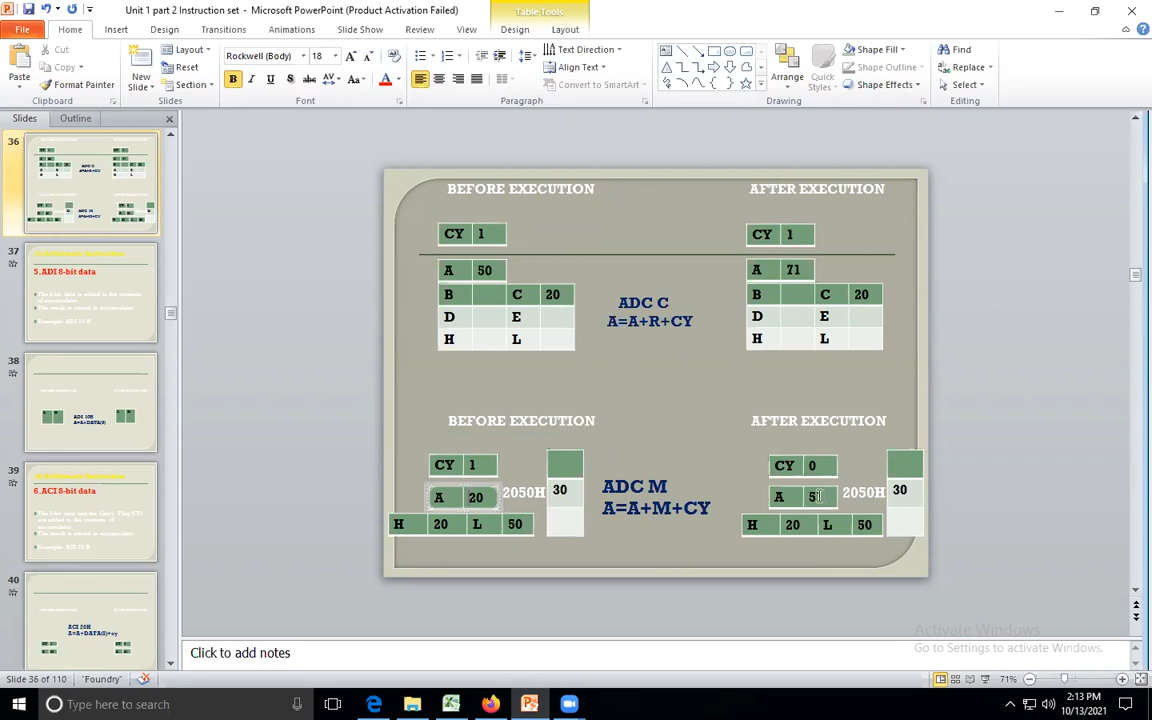 Unit 1 part 2 Instruction set - Microsoft PowerPoint (Product Activation Failed)
Table Tools
File Home Insert Design Transitions Animations Slide Show Review View Design Layout
Paste
Cut
Copy
Format Painter
Clipboard
New Slide
Layout
Reset
Section
Slides
Rockwell (Body) 18
B I U S abc AV Aa A
Font
Text Direction
Align Text
Convert to SmartArt
Paragraph
Arrange
Quick Styles
Shape Fill
Shape Outline
Shape Effects
Drawing
Find
Replace
Select
Editing
Slides Outline
36
37
5.ADI 8-bit data
38
39
6.ACI 8-bit data
40
BEFORE EXECUTION
AFTER EXECUTION
CY 1
CY 1
A 50
B C 20
D E
H L
ADC C
A=A+R+CY
A 71
B C 20
D E
H L
BEFORE EXECUTION
AFTER EXECUTION
CY 1
A 20
2050H 30
H 20 L 50
ADC M
A=A+M+CY
CY 0
A
2050H 30
H 20 L 50
Activate Windows
Go to Settings to activate Windows.
Click to add notes
Slide 36 of 110 'Foundry' 71%
Type here to search
2:13 PM
10/13/2021